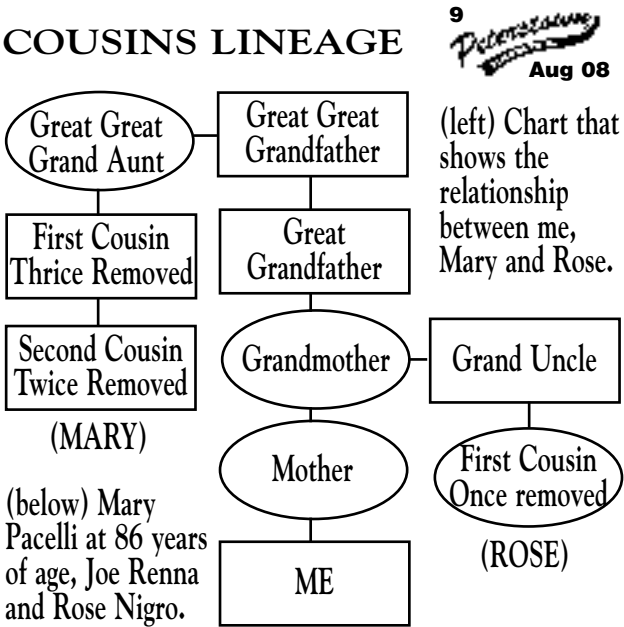 COUSINS LINEAGE
9
Peterstown
Aug 08
Great Great
Grand Aunt
Great Great
Grandfather
(left) Chart that
shows the
relationship
between me,
Mary and Rose.
First Cousin
Thrice Removed
Great
Grandfather
Second Cousin
Twice Removed
(MARY)
Grandmother
Grand Uncle
Mother
First Cousin
Once removed
(ROSE)
ME
(below) Mary
Pacelli at 86 years
of age, Joe Renna
and Rose Nigro.